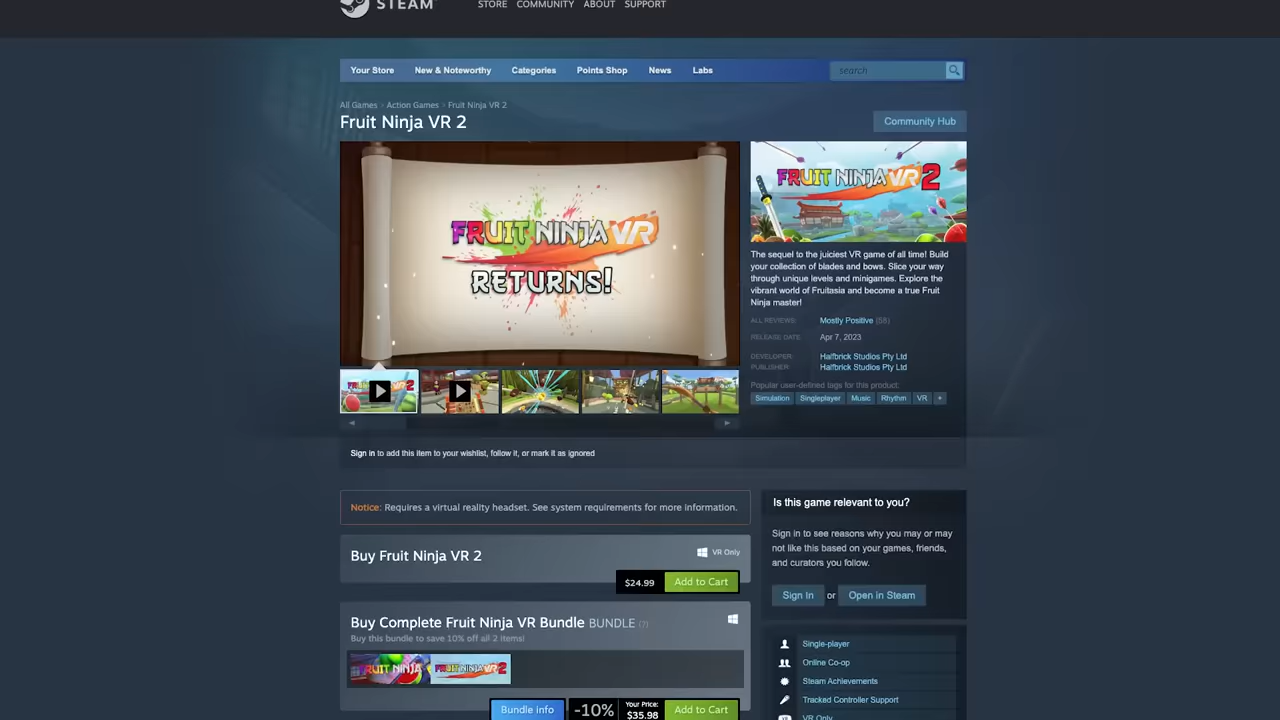 STEAM
STORE COMMUNITY ABOUT SUPPORT
Your Store New & Noteworthy Categories Points Shop News Labs
search
All Games › Action Games › Fruit Ninja VR 2
Fruit Ninja VR 2
Community Hub
FRUIT NINJA VR
RETURNS!
FRUIT NINJA VR 2
The sequel to the juiciest VR game of all time! Build
your collection of blades and bows. Slice your way
through unique levels and minigames. Explore the
vibrant world of Fruitasia and become a true Fruit
Ninja master!
ALL REVIEWS: Mostly Positive (58)
RELEASE DATE: Apr 7, 2023
DEVELOPER: Halfbrick Studios Pty Ltd
PUBLISHER: Halfbrick Studios Pty Ltd
Popular user-defined tags for this product:
Simulation Singleplayer Music Rhythm VR +
Sign in to add this item to your wishlist, follow it, or mark it as ignored
Notice: Requires a virtual reality headset. See system requirements for more information.
Buy Fruit Ninja VR 2
VR Only
$24.99 Add to Cart
Buy Complete Fruit Ninja VR Bundle BUNDLE (?)
Buy this bundle to save 10% off all 2 items!
FRUIT NINJA FRUIT NINJA VR 2
Bundle info -10% Your Price: $35.98 Add to Cart
Is this game relevant to you?
Sign in to see reasons why you may or may
not like this based on your games, friends,
and curators you follow.
Sign In or Open in Steam
Single-player
Online Co-op
Steam Achievements
Tracked Controller Support
VR Only